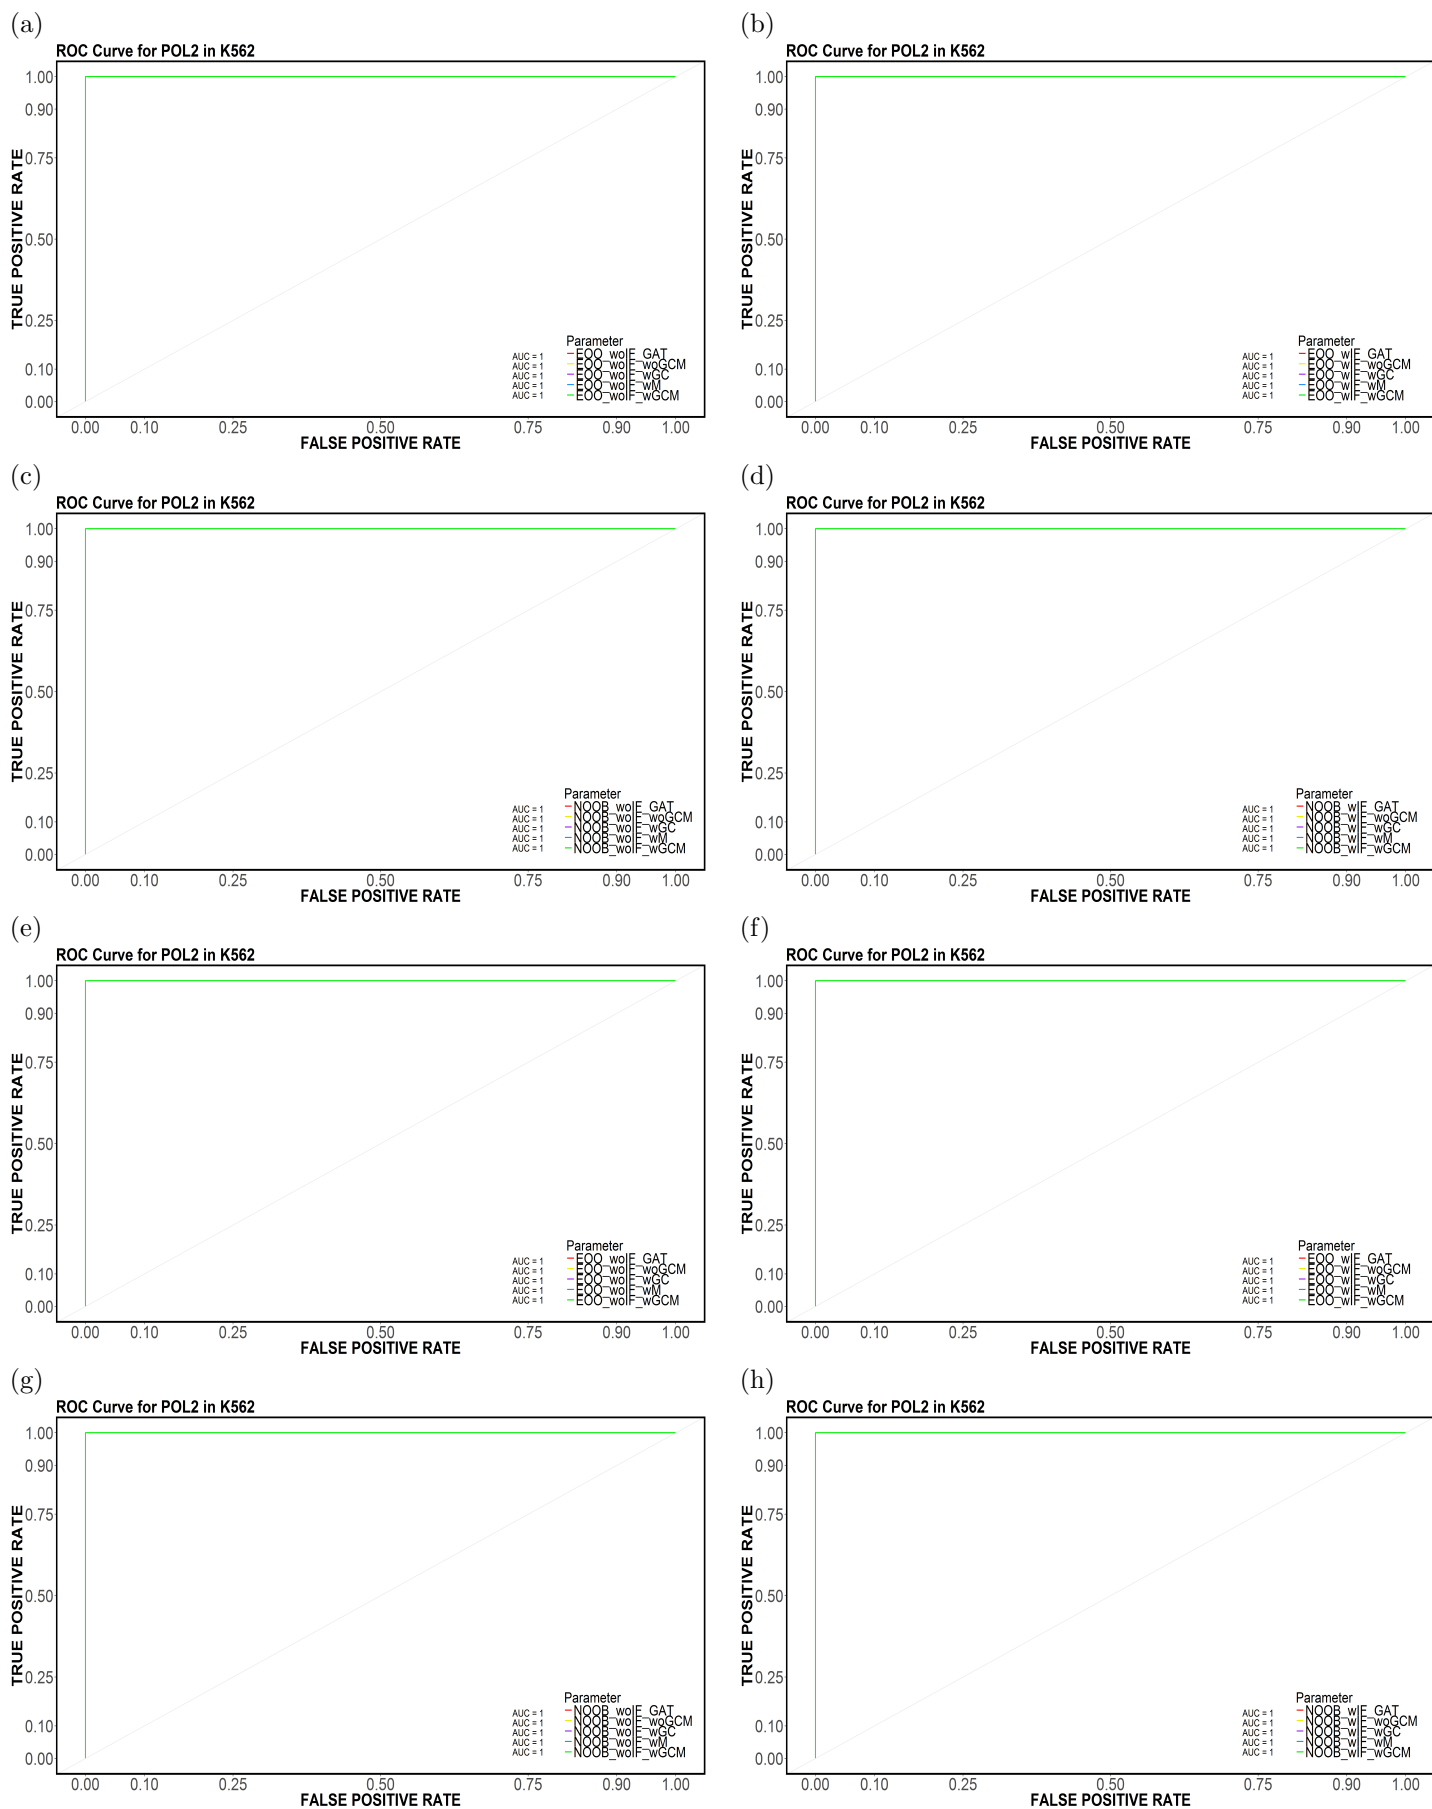 (a)
ROC Curve for POL2 in K562
TRUE POSITIVE RATE
1.00
0.90
0.75
0.50
0.25
0.10
0.00
Parameter
AUC = 1 EOO_woIF_GAT
AUC = 1 EOO_woIF_woGCM
AUC = 1 EOO_woIF_wGC
AUC = 1 EOO_woIF_wM
AUC = 1 EOO_woIF_wGCM
0.00 0.10 0.25 0.50 0.75 0.90 1.00
FALSE POSITIVE RATE
(b)
ROC Curve for POL2 in K562
TRUE POSITIVE RATE
1.00
0.90
0.75
0.50
0.25
0.10
0.00
Parameter
AUC = 1 EOO_wIF_GAT
AUC = 1 EOO_wIF_woGCM
AUC = 1 EOO_wIF_wGC
AUC = 1 EOO_wIF_wM
AUC = 1 EOO_wIF_wGCM
0.00 0.10 0.25 0.50 0.75 0.90 1.00
FALSE POSITIVE RATE
(c)
ROC Curve for POL2 in K562
TRUE POSITIVE RATE
1.00
0.90
0.75
0.50
0.25
0.10
0.00
Parameter
AUC = 1 NOOB_woIF_GAT
AUC = 1 NOOB_woIF_woGCM
AUC = 1 NOOB_woIF_wGC
AUC = 1 NOOB_woIF_wM
AUC = 1 NOOB_woIF_wGCM
0.00 0.10 0.25 0.50 0.75 0.90 1.00
FALSE POSITIVE RATE
(d)
ROC Curve for POL2 in K562
TRUE POSITIVE RATE
1.00
0.90
0.75
0.50
0.25
0.10
0.00
Parameter
AUC = 1 NOOB_wIF_GAT
AUC = 1 NOOB_wIF_woGCM
AUC = 1 NOOB_wIF_wGC
AUC = 1 NOOB_wIF_wM
AUC = 1 NOOB_wIF_wGCM
0.00 0.10 0.25 0.50 0.75 0.90 1.00
FALSE POSITIVE RATE
(e)
ROC Curve for POL2 in K562
TRUE POSITIVE RATE
1.00
0.90
0.75
0.50
0.25
0.10
0.00
Parameter
AUC = 1 EOO_woIF_GAT
AUC = 1 EOO_woIF_woGCM
AUC = 1 EOO_woIF_wGC
AUC = 1 EOO_woIF_wM
AUC = 1 EOO_woIF_wGCM
0.00 0.10 0.25 0.50 0.75 0.90 1.00
FALSE POSITIVE RATE
(f)
ROC Curve for POL2 in K562
TRUE POSITIVE RATE
1.00
0.90
0.75
0.50
0.25
0.10
0.00
Parameter
AUC = 1 EOO_wIF_GAT
AUC = 1 EOO_wIF_woGCM
AUC = 1 EOO_wIF_wGC
AUC = 1 EOO_wIF_wM
AUC = 1 EOO_wIF_wGCM
0.00 0.10 0.25 0.50 0.75 0.90 1.00
FALSE POSITIVE RATE
(g)
ROC Curve for POL2 in K562
TRUE POSITIVE RATE
1.00
0.90
0.75
0.50
0.25
0.10
0.00
Parameter
AUC = 1 NOOB_woIF_GAT
AUC = 1 NOOB_woIF_woGCM
AUC = 1 NOOB_woIF_wGC
AUC = 1 NOOB_woIF_wM
AUC = 1 NOOB_woIF_wGCM
0.00 0.10 0.25 0.50 0.75 0.90 1.00
FALSE POSITIVE RATE
(h)
ROC Curve for POL2 in K562
TRUE POSITIVE RATE
1.00
0.90
0.75
0.50
0.25
0.10
0.00
Parameter
AUC = 1 NOOB_wIF_GAT
AUC = 1 NOOB_wIF_woGCM
AUC = 1 NOOB_wIF_wGC
AUC = 1 NOOB_wIF_wM
AUC = 1 NOOB_wIF_wGCM
0.00 0.10 0.25 0.50 0.75 0.90 1.00
FALSE POSITIVE RATE